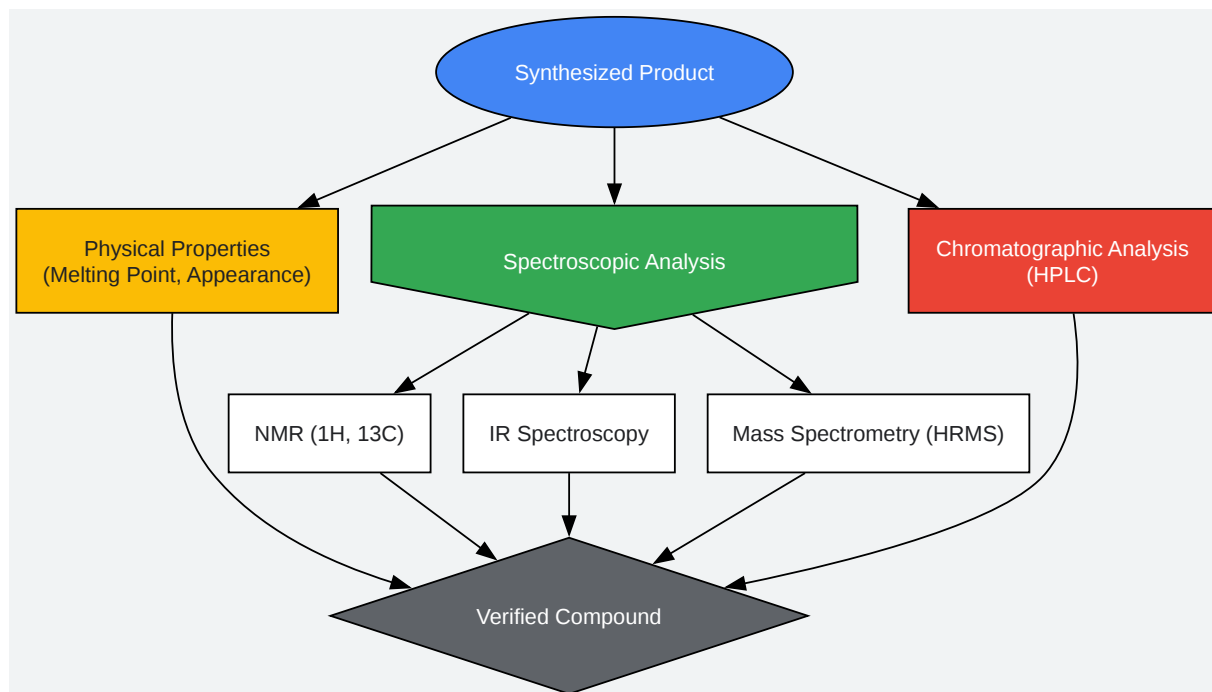 Synthesized Product
Physical Properties
(Melting Point, Appearance)
Spectroscopic Analysis
Chromatographic Analysis
(HPLC)
NMR (1H, 13C)
IR Spectroscopy
Mass Spectrometry (HRMS)
Verified Compound